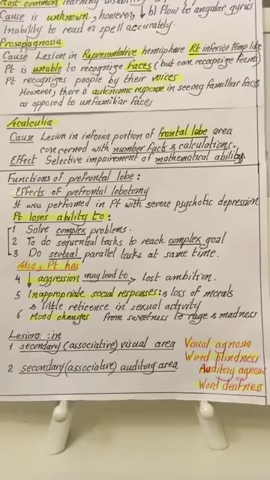 Most common learning disability
Cause is unknown, however, ↓ bl flow to angular gyrus
Inability to read or spell accurately.
Prosopagnosia
Cause Lesion in Representative hemisphere Rt inferior temp lobe
Pt is unable to recognize faces (but can recognize forms)
Pt recognizes people by their voices
However, there is autonomic response in seeing familiar faces
as opposed to unfamiliar faces
Acalculia
Cause Lesion in inferior portion of frontal lobe area
concerned with number facts & calculations.
Effect Selective impairment of mathematical ability
Functions of prefrontal lobe:
Effects of prefrontal lobotomy
It was performed in Pt with severe psychotic depression
Pt loses ability to:
1 Solve complex problems.
2 To do sequential tasks to reach complex goal
3 Do several parallel tasks at same time.
Also, Pt has
4 ↓ aggression may lead to → lost ambition.
5 Inappropriate social responses: & loss of morals
& little reticence in sexual activity
6 Mood changes from sweetness to rage & madness
Lesions in
1 secondary (associative) visual area Visual agnosia
Word blindness
2 secondary (associative) auditory area Auditory agnosia
Word deafness